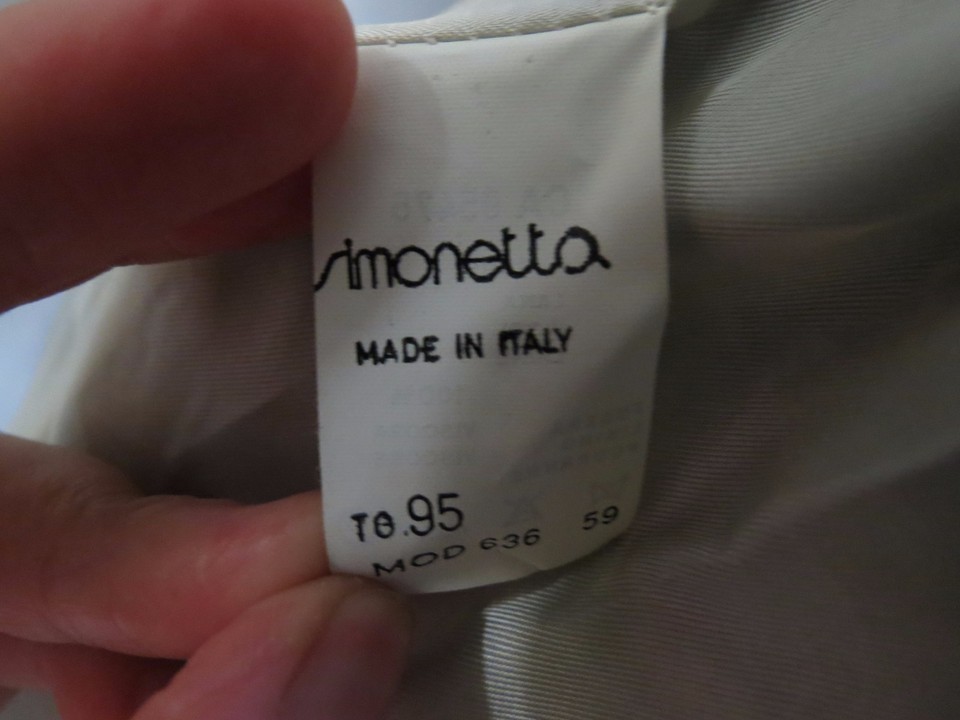 simonetta
MADE IN ITALY
TG.95
MOD 636 59